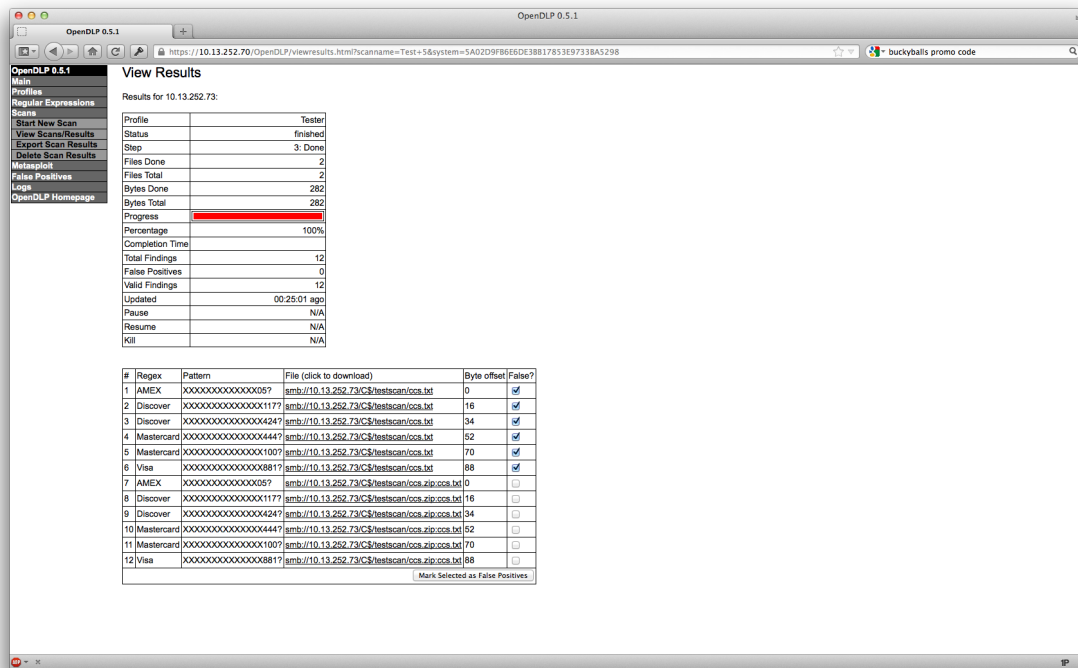 OpenDLP 0.5.1
OpenDLP 0.5.1
https://10.13.252.70/OpenDLP/viewresults.html?scanname=Test+5&system=5A02D9FB6E6DE38B17853E9733BA5298
buckyballs promo code
OpenDLP 0.5.1
Main
Profiles
Regular Expressions
Scans
Start New Scan
View Scans/Results
Export Scan Results
Delete Scan Results
Metasploit
False Positives
Logs
OpenDLP Homepage
View Results
Results for 10.13.252.73:
Profile Tester
Status finished
Step 3: Done
Files Done 2
Files Total 2
Bytes Done 282
Bytes Total 282
Progress
Percentage 100%
Completion Time
Total Findings 12
False Positives 0
Valid Findings 12
Updated 00:25:01 ago
Pause N/A
Resume N/A
Kill N/A
# Regex Pattern File (click to download) Byte offset False?
1 AMEX XXXXXXXXXXXXX05? smb://10.13.252.73/C$/testscan/ccs.txt 0
2 Discover XXXXXXXXXXXXXX117? smb://10.13.252.73/C$/testscan/ccs.txt 16
3 Discover XXXXXXXXXXXXXX424? smb://10.13.252.73/C$/testscan/ccs.txt 34
4 Mastercard XXXXXXXXXXXXXX444? smb://10.13.252.73/C$/testscan/ccs.txt 52
5 Mastercard XXXXXXXXXXXXXX100? smb://10.13.252.73/C$/testscan/ccs.txt 70
6 Visa XXXXXXXXXXXXXX881? smb://10.13.252.73/C$/testscan/ccs.txt 88
7 AMEX XXXXXXXXXXXXX05? smb://10.13.252.73/C$/testscan/ccs.zip:ccs.txt 0
8 Discover XXXXXXXXXXXXXX117? smb://10.13.252.73/C$/testscan/ccs.zip:ccs.txt 16
9 Discover XXXXXXXXXXXXXX424? smb://10.13.252.73/C$/testscan/ccs.zip:ccs.txt 34
10 Mastercard XXXXXXXXXXXXXX444? smb://10.13.252.73/C$/testscan/ccs.zip:ccs.txt 52
11 Mastercard XXXXXXXXXXXXXX100? smb://10.13.252.73/C$/testscan/ccs.zip:ccs.txt 70
12 Visa XXXXXXXXXXXXXX881? smb://10.13.252.73/C$/testscan/ccs.zip:ccs.txt 88
Mark Selected as False Positives
ABP
1P